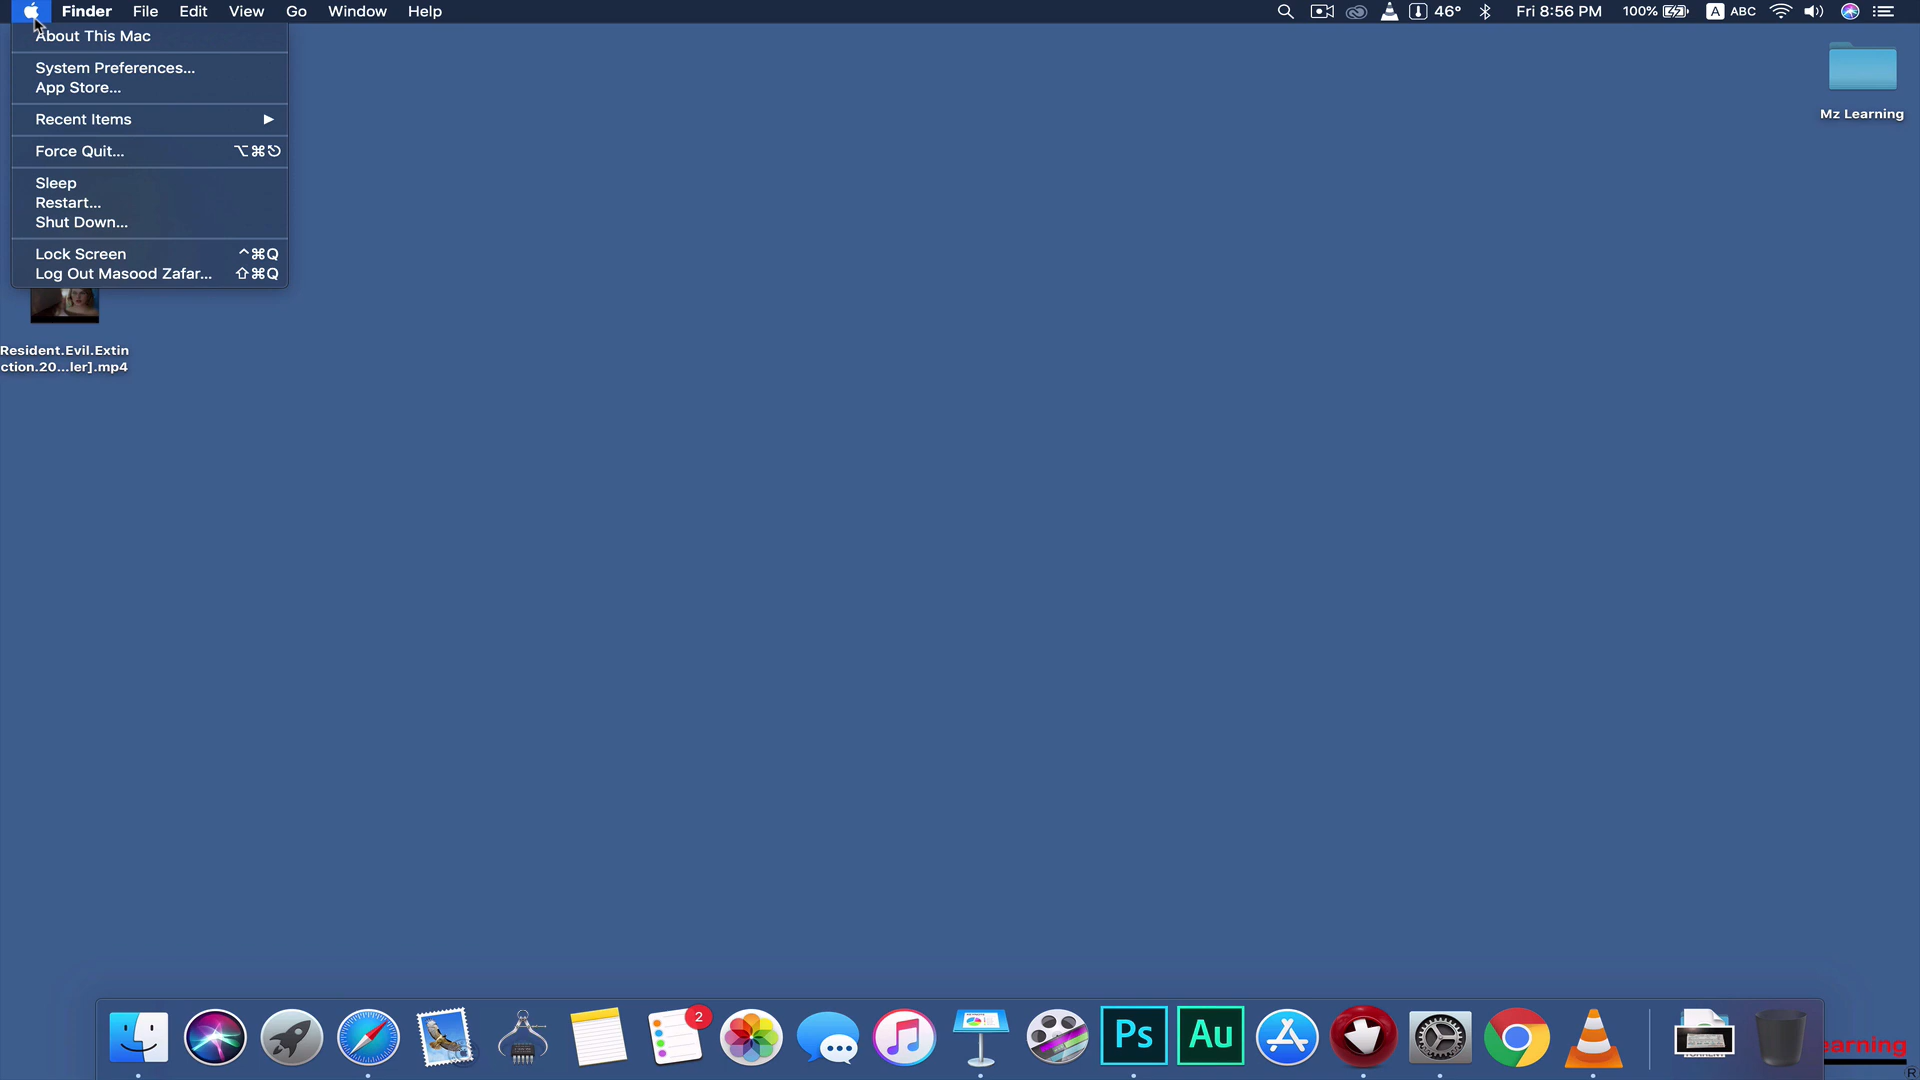 Finder File Edit View Go Window Help 46° Fri 8:56 PM 100% A ABC
About This Mac
System Preferences...
App Store...
Recent Items ▶
Force Quit... ⌥⌘⎋
Sleep
Restart...
Shut Down...
Lock Screen ^⌘Q
Log Out Masood Zafar... ⇧⌘Q
Mz Learning
Resident.Evil.Extin
ction.20...ler].mp4
2
Ps
Au
earning
®